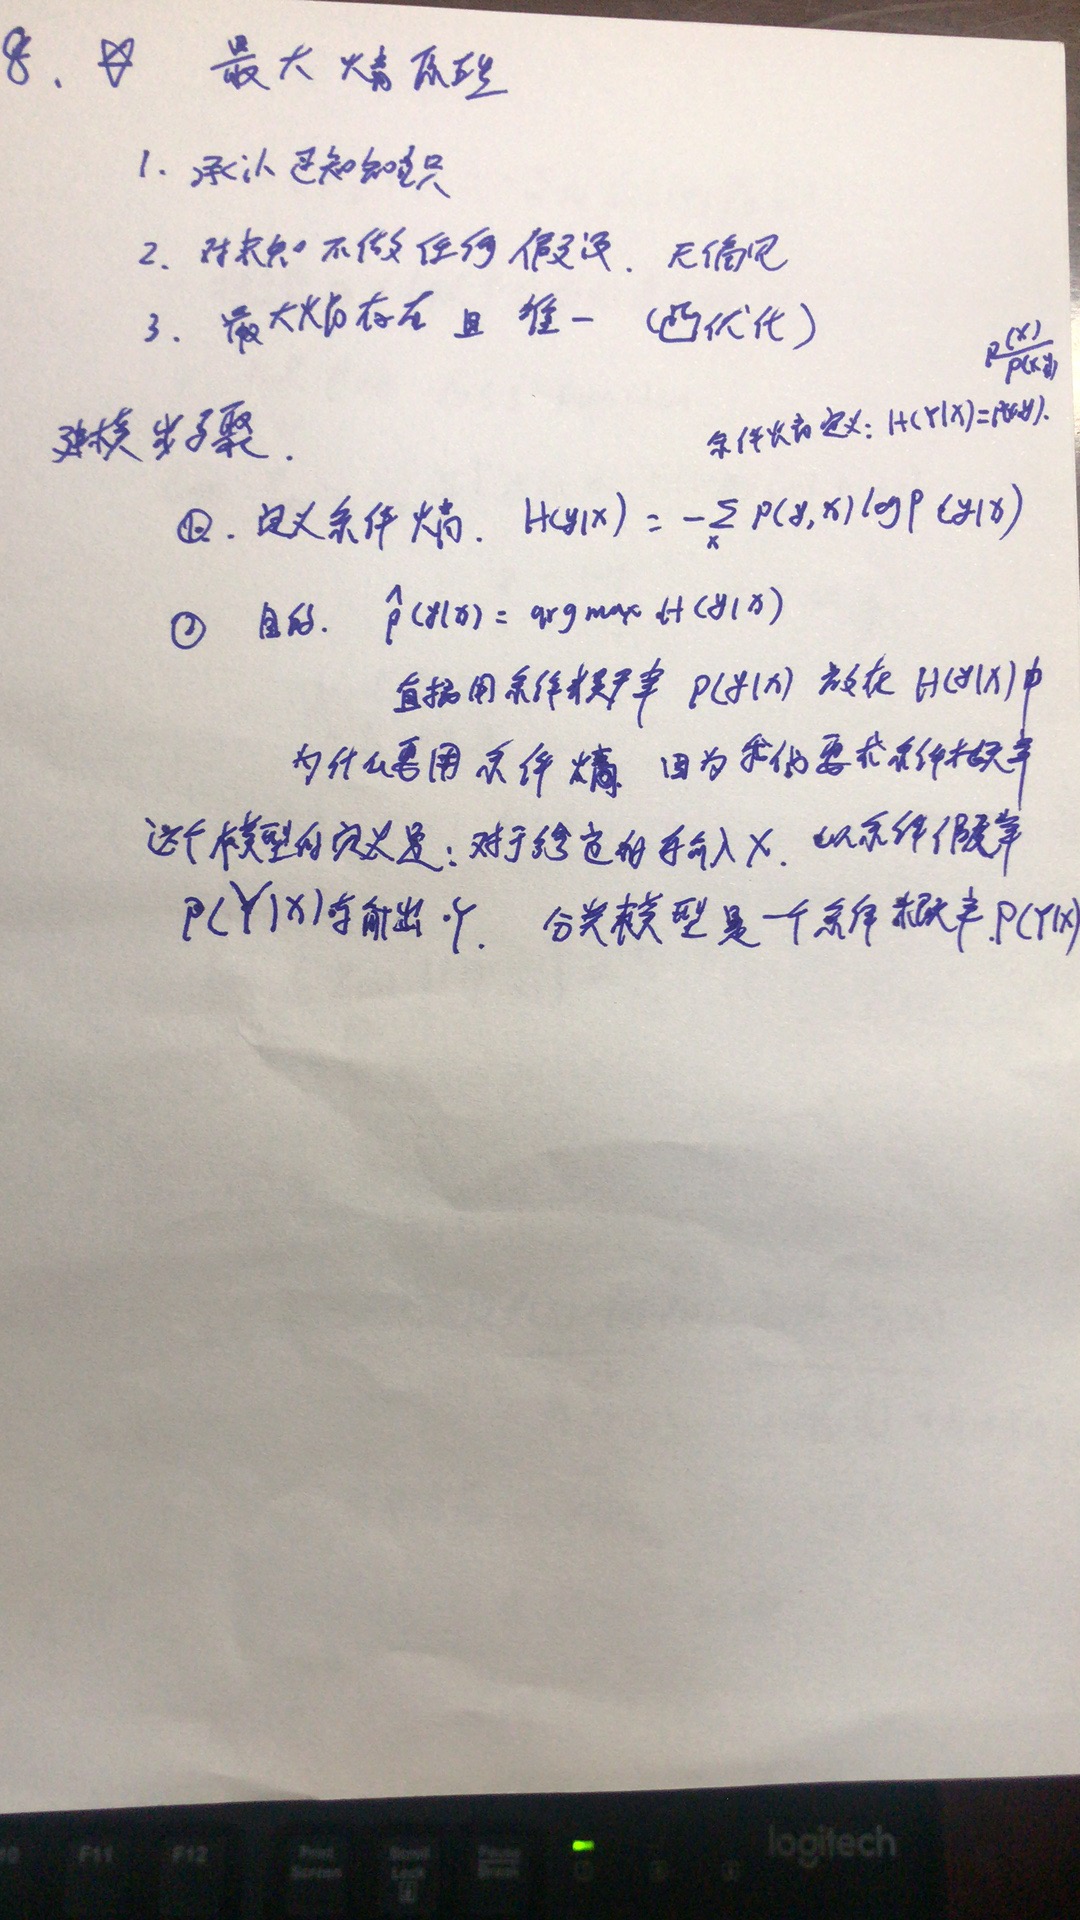 8. ☆ 最大熵原理
1. 承认已知知识
2. 对未知不做任何假设. 无偏见
3. 最大熵存在且唯一 (凸优化)
P(x)/P(x,y)
建模步骤.
条件熵定义: H(Y|X)=
①. 定义条件熵. H(y|x) = -∑x P(y,x) log P(y|x)
② 目的. p̂(y|x) = arg max H(y|x)
直接用条件概率 P(y|x) 放在 H(y|x)中
为什么要用条件熵. 因为我们要求条件概率
这个模型的定义是: 对于给定的输入X. 以条件概率
P(Y|X)输出Y. 分类模型是一个条件概率.P(Y|X)
F11 F12 Print Screen Scroll Lock Pause Break logitech